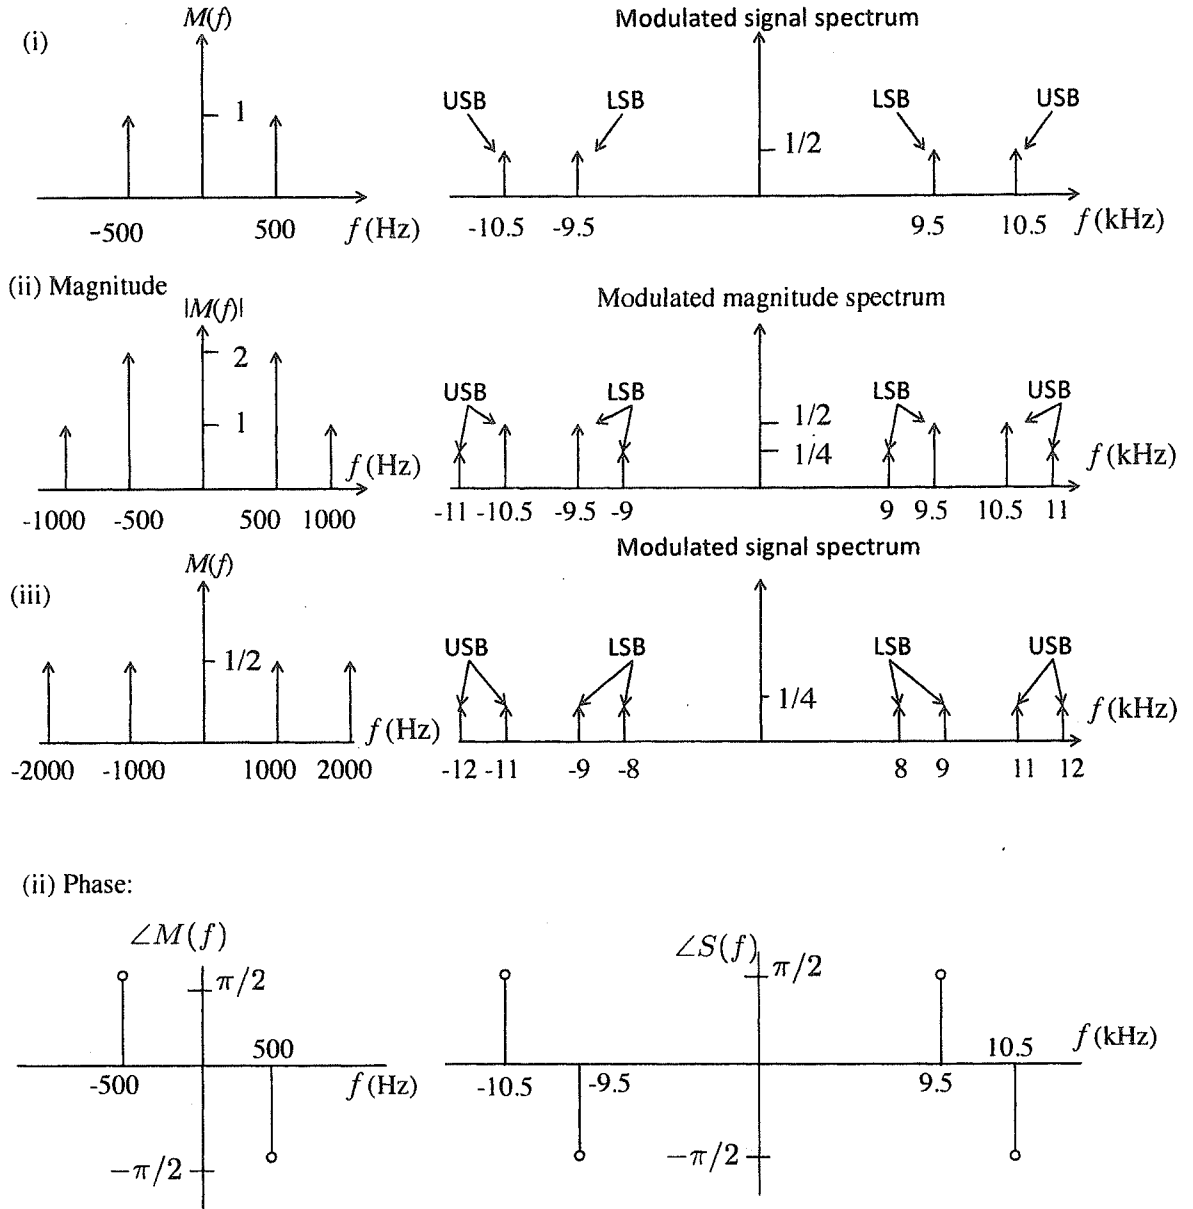 (i)
M(f)
Modulated signal spectrum
1
USB LSB LSB USB
1/2
-500 500 f (Hz)
-10.5 -9.5 9.5 10.5 f (kHz)
(ii) Magnitude
|M(f)|
Modulated magnitude spectrum
2
1
USB LSB LSB USB
1/2
1/4
f (Hz)
f (kHz)
-1000 -500 500 1000
-11 -10.5 -9.5 -9 9 9.5 10.5 11
(iii)
M(f)
Modulated signal spectrum
1/2
USB LSB LSB USB
1/4
f (Hz)
f (kHz)
-2000 -1000 1000 2000
-12 -11 -9 -8 8 9 11 12
(ii) Phase:
∠M(f)
π/2
500
-500 f (Hz)
−π/2
∠S(f)
π/2
10.5 f (kHz)
-10.5 -9.5 9.5
−π/2